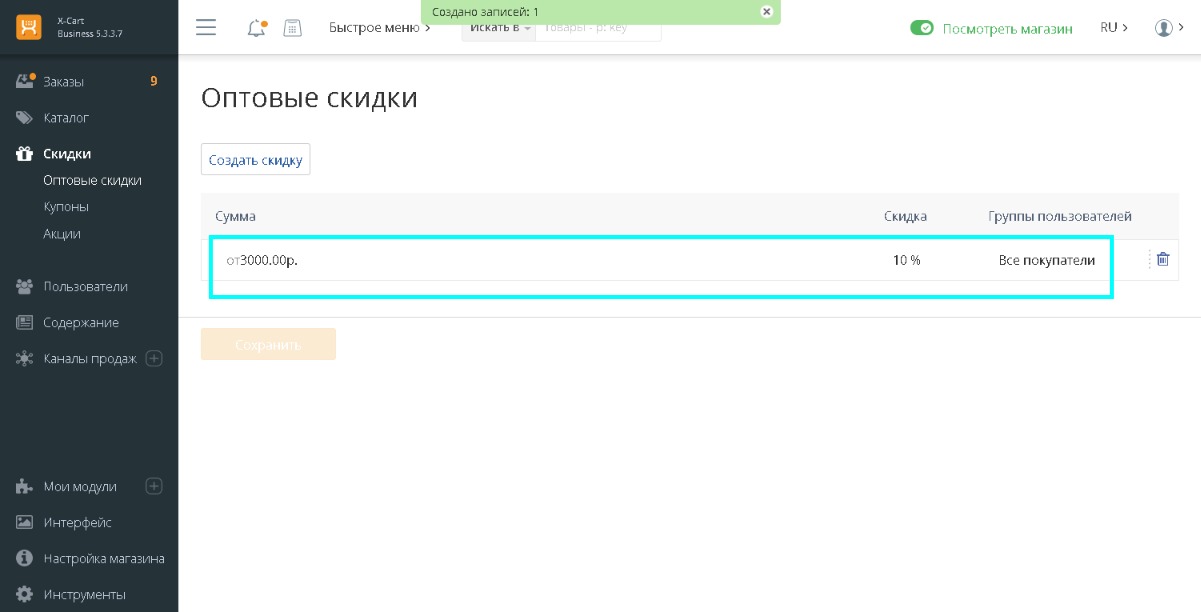 X-Cart
Business 5.3.3.7
Создано записей: 1
Быстрое меню
Искать в
Товары - p: key
Посмотреть магазин
RU
Заказы 9
Каталог
Скидки
Оптовые скидки
Купоны
Акции
Пользователи
Содержание
Каналы продаж
Мои модули
Интерфейс
Настройка магазина
Инструменты
Оптовые скидки
Создать скидку
Сумма Скидка Группы пользователей
от3000.00р. 10 % Все покупатели
Сохранить